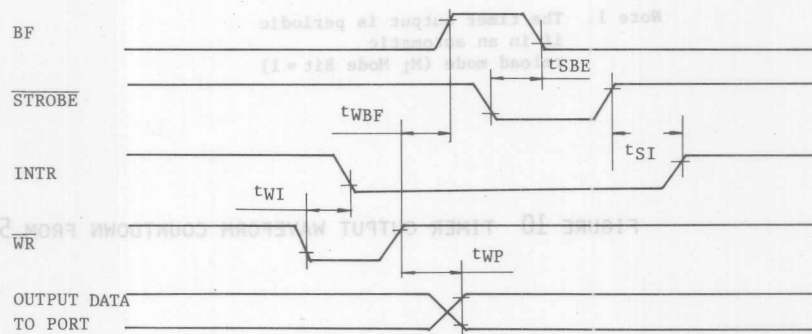 Note 1. The timer output is periodic
if in an automatic
reload mode (M1 Mode Bit = 1)
BF
tSBE
STROBE
tWBF
tSI
INTR
tWI
FIGURE 10 TIMER OUTPUT WAVEFORM COUNTDOWN FROM 5
WR
tWP
OUTPUT DATA
TO PORT